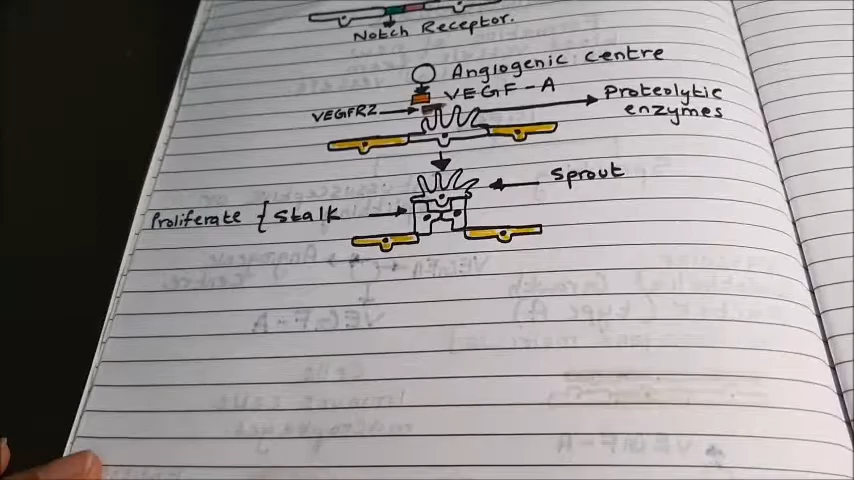 Notch Receptor.
Angiogenic centre
VEGF-A
VEGFR2
Proteolytic
enzymes
Sprout
Proliferate { Stalk